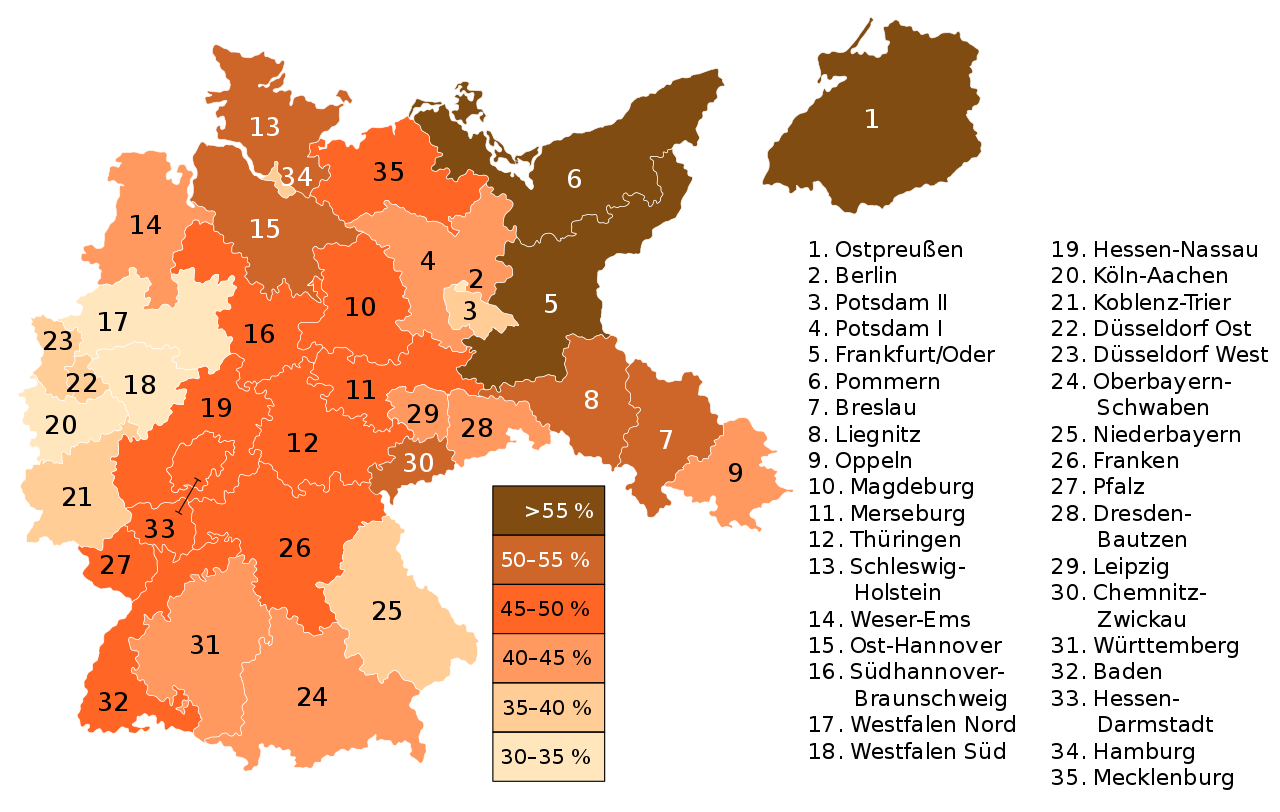 1
13
34
35
6
14
15
4
2
5
10
3
17
16
23
22
18
11
8
19
29
28
7
20
12
30
9
21
33
26
27
25
31
24
32
>55 %
50–55 %
45–50 %
40–45 %
35–40 %
30–35 %
1. Ostpreußen
2. Berlin
3. Potsdam II
4. Potsdam I
5. Frankfurt/Oder
6. Pommern
7. Breslau
8. Liegnitz
9. Oppeln
10. Magdeburg
11. Merseburg
12. Thüringen
13. Schleswig-
Holstein
14. Weser-Ems
15. Ost-Hannover
16. Südhannover-
Braunschweig
17. Westfalen Nord
18. Westfalen Süd
19. Hessen-Nassau
20. Köln-Aachen
21. Koblenz-Trier
22. Düsseldorf Ost
23. Düsseldorf West
24. Oberbayern-
Schwaben
25. Niederbayern
26. Franken
27. Pfalz
28. Dresden-
Bautzen
29. Leipzig
30. Chemnitz-
Zwickau
31. Württemberg
32. Baden
33. Hessen-
Darmstadt
34. Hamburg
35. Mecklenburg